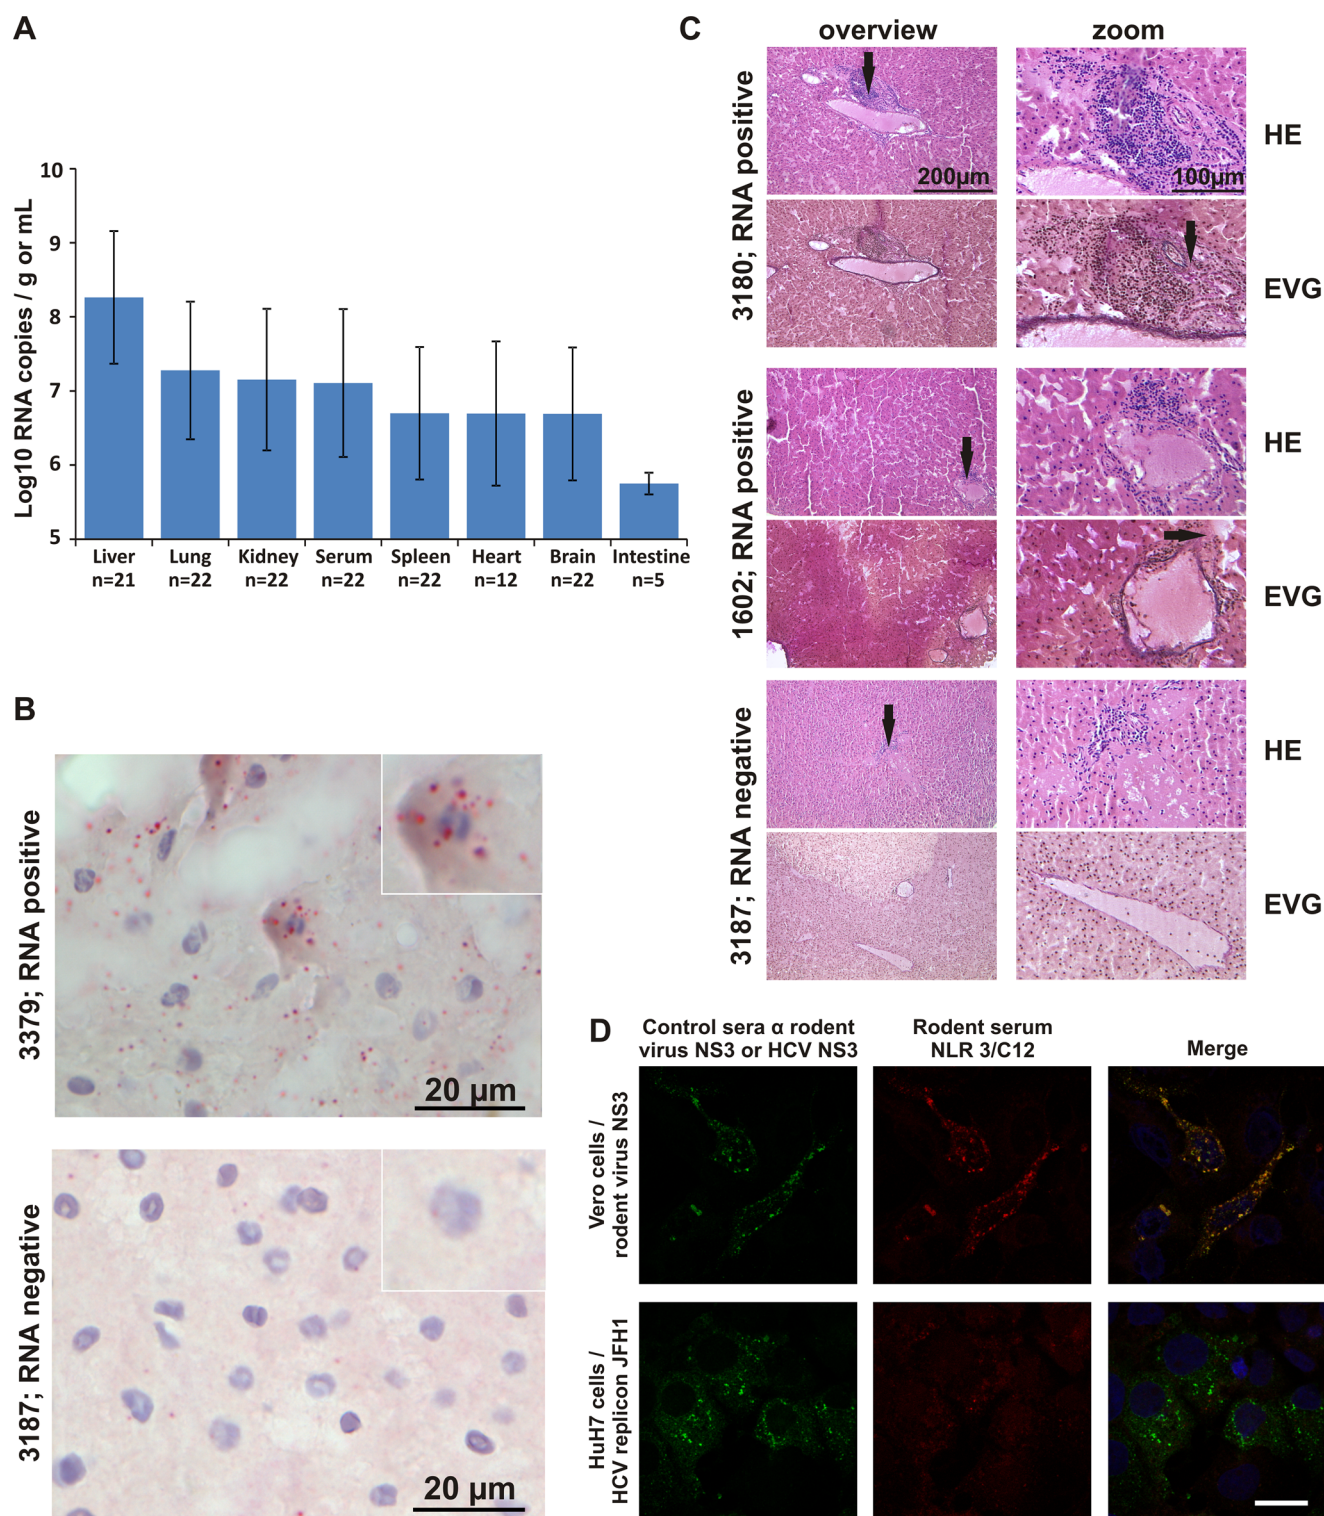 A
Log10 RNA copies / g or mL
10
9
8
7
6
5
Liver
n=21
Lung
n=22
Kidney
n=22
Serum
n=22
Spleen
n=22
Heart
n=12
Brain
n=22
Intestine
n=5
B
3379; RNA positive
20 µm
3187; RNA negative
20 µm
C
overview
zoom
3180; RNA positive
200µm
100µm
HE
EVG
1602; RNA positive
HE
EVG
3187; RNA negative
HE
EVG
D
Control sera α rodent
virus NS3 or HCV NS3
Rodent serum
NLR 3/C12
Merge
Vero cells /
rodent virus NS3
HuH7 cells /
HCV replicon JFH1